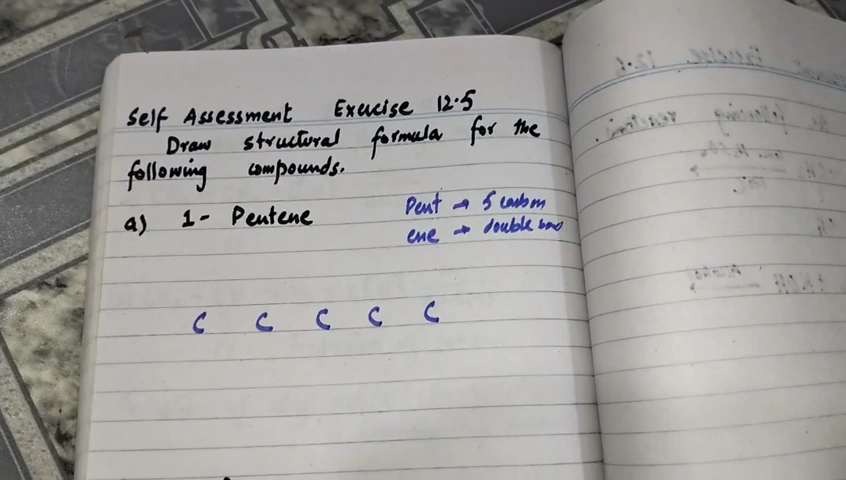 Self Assessment Exercise 12.5
Draw structural formula for the
following compounds.
a) 1- Pentene
Pent → 5 carbon
ene → double bond
C C C C C